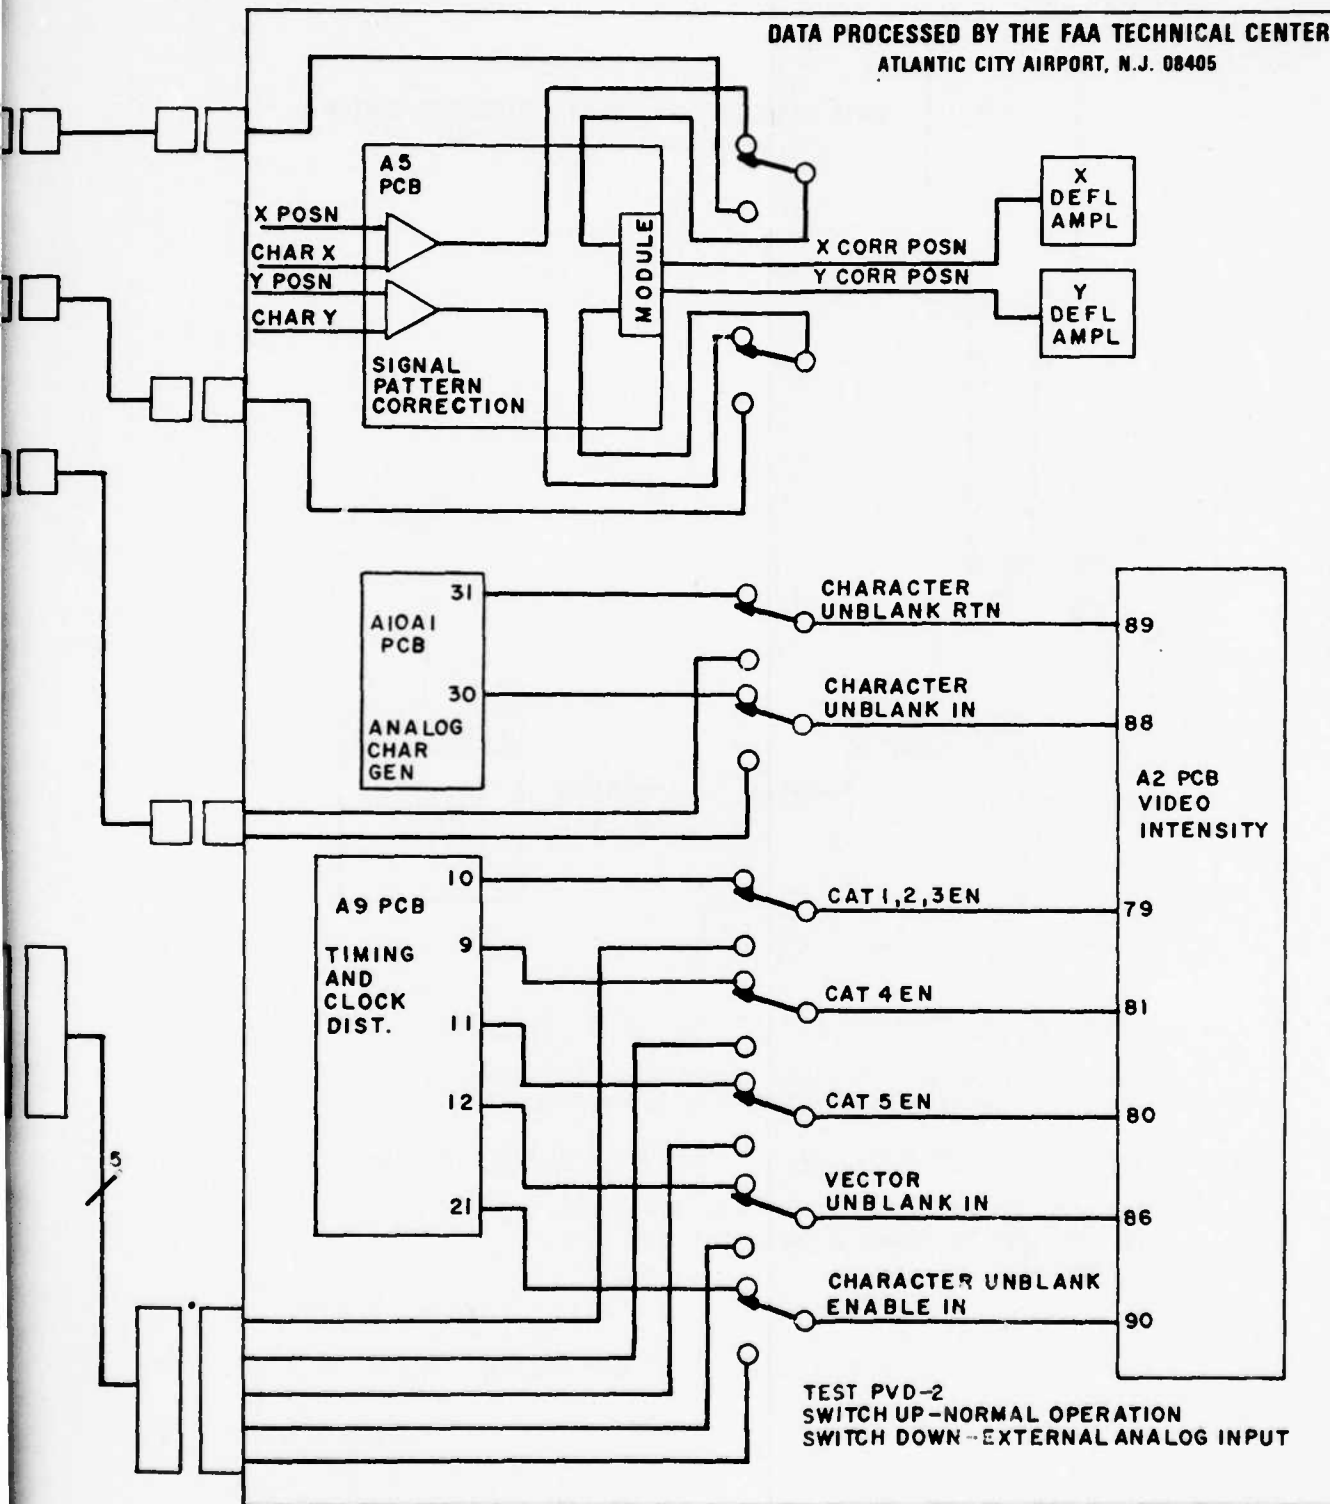 DATA PROCESSED BY THE FAA TECHNICAL CENTER
ATLANTIC CITY AIRPORT, N.J. 08405
A5
PCB
X POSN
CHAR X
Y POSN
CHAR Y
MODULE
SIGNAL
PATTERN
CORRECTION
X CORR POSN
Y CORR POSN
X
DEFL
AMPL
Y
DEFL
AMPL
31
A10A1
PCB
30
ANALOG
CHAR
GEN
CHARACTER
UNBLANK RTN
89
CHARACTER
UNBLANK IN
88
A2 PCB
VIDEO
INTENSITY
10
A9 PCB
9
TIMING
AND
CLOCK
DIST.
11
12
21
CAT 1,2,3 EN
79
CAT 4 EN
81
CAT 5 EN
80
VECTOR
UNBLANK IN
86
CHARACTER UNBLANK
ENABLE IN
90
5
TEST PVD-2
SWITCH UP-NORMAL OPERATION
SWITCH DOWN-EXTERNAL ANALOG INPUT